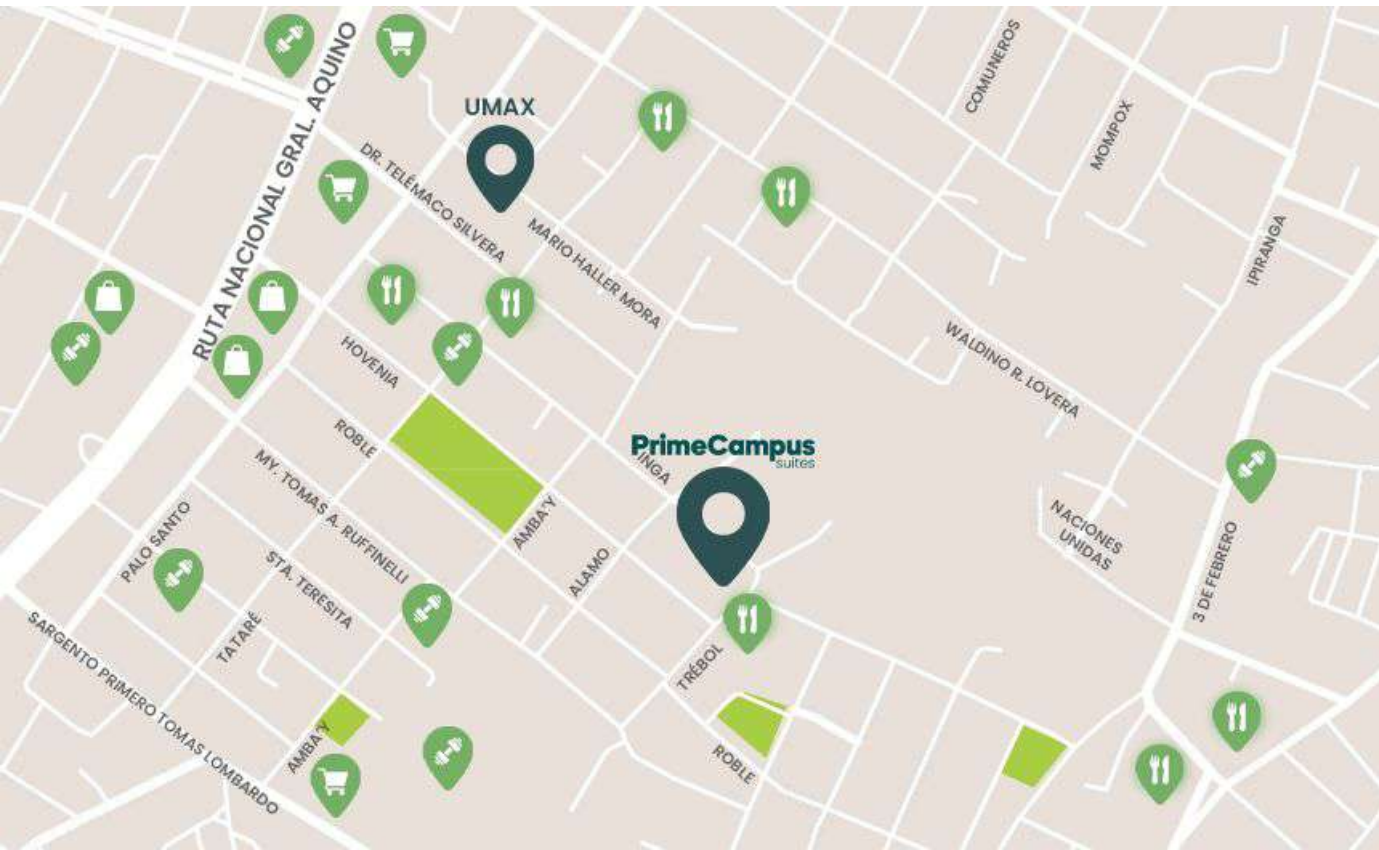 COMUNEROS
RUTA NACIONAL GRAL. AQUINO
UMAX
MOMPOX
DR. TELÉMACO SILVERA
MARIO HALLER MORA
IPIRANGA
HOVENIA
WALDINO R. LOVERA
ROBLE
PrimeCampus
suites
INGA
MY. TOMAS A. RUFFINELLI
AMBA'Y
NACIONES
UNIDAS
PALO SANTO
ALAMO
3 DE FEBRERO
STA. TERESITA
TATARÉ
SARGENTO PRIMERO TOMAS LOMBARDO
TRÉBOL
AMBA'Y
ROBLE